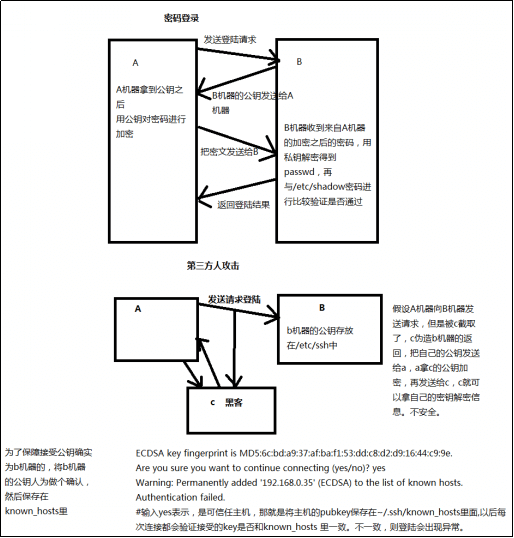 密码登录
发送登陆请求
A
B
A机器拿到公钥之
后
用公钥对密码进行
加密
B机器的公钥发送给A
机器
B机器收到来自A机器
的加密之后的密码，用
私钥解密得到
passwd，再
与/etc/shadow密码进
行比较验证是否通过
把密文发送给B
返回登陆结果
第三方人攻击
发送请求登陆
A
B
b机器的公钥存放
在/etc/ssh中
假设A机器向B机器发
送请求，但是被c截取
了，c伪造b机器的返
回，把自己的公钥发送
给a，a拿c的公钥加
密，再发送给c，c就可
以拿自己的密钥解密信
息。不安全。
c 黑客
为了保障接受公钥确实
为b机器的，将b机器
的公钥人为做个确认，
然后保存在
known_hosts里
ECDSA key fingerprint is MD5:6c:bd:a9:37:af:ba:f1:53:dd:c8:d2:d9:16:44:c9:9e.
Are you sure you want to continue connecting (yes/no)? yes
Warning: Permanently added '192.168.0.35' (ECDSA) to the list of known hosts.
Authentication failed.
#输入yes表示，是可信任主机，那就是将主机的pubkey保存在~/.ssh/known_hosts里面,以后每
次连接都会验证接受的key是否和known_hosts 里一致。不一致，则登陆会出现异常。